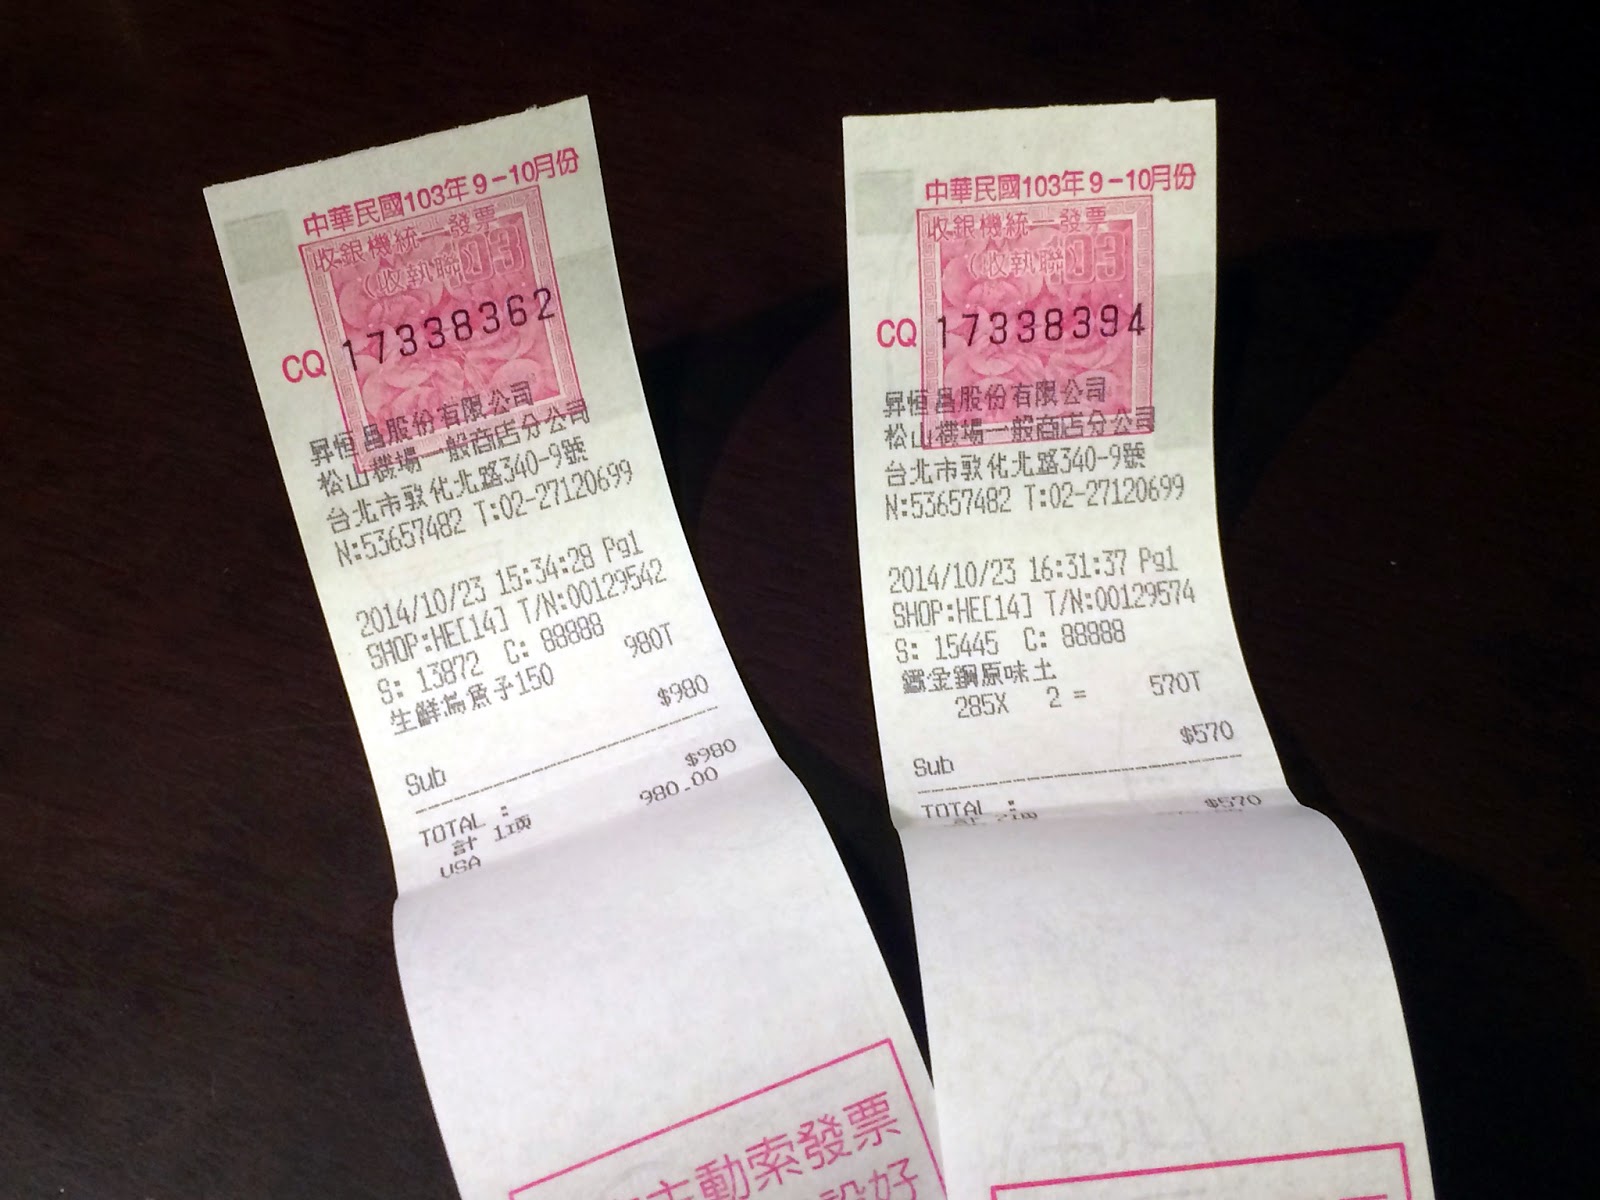 中華民國103年9-10月份
收銀機統一發票
(收執聯)
103
CQ 17338362
昇恒昌股份有限公司
松山機場一般商店分公司
台北市敦化北路340-9號
N:53657482 T:02-27120699
2014/10/23 15:34:28 Pg1
SHOP:HE[14] T/N:00129542
S: 13872 C: 88888
生鮮烏魚子150 980T
Sub $980
TOTAL : $980
計 1項
USA 980.00
主動索發票
好
中華民國103年9-10月份
收銀機統一發票
(收執聯)
103
CQ 17338394
昇恒昌股份有限公司
松山機場一般商店分公司
台北市敦化北路340-9號
N:53657482 T:02-27120699
2014/10/23 16:31:37 Pg1
SHOP:HE[14] T/N:00129574
S: 15445 C: 88888
鐵金鋼原味土
285X 2 = 570T
Sub $570
TOTAL : $570